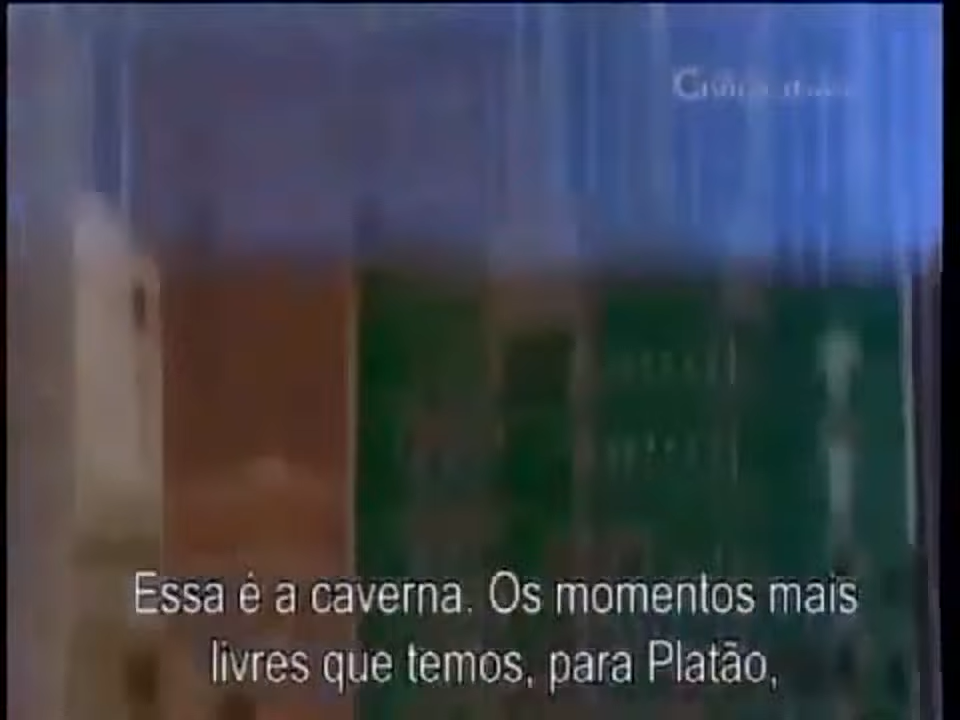 Essa é a caverna. Os momentos mais
livres que temos, para Platão,